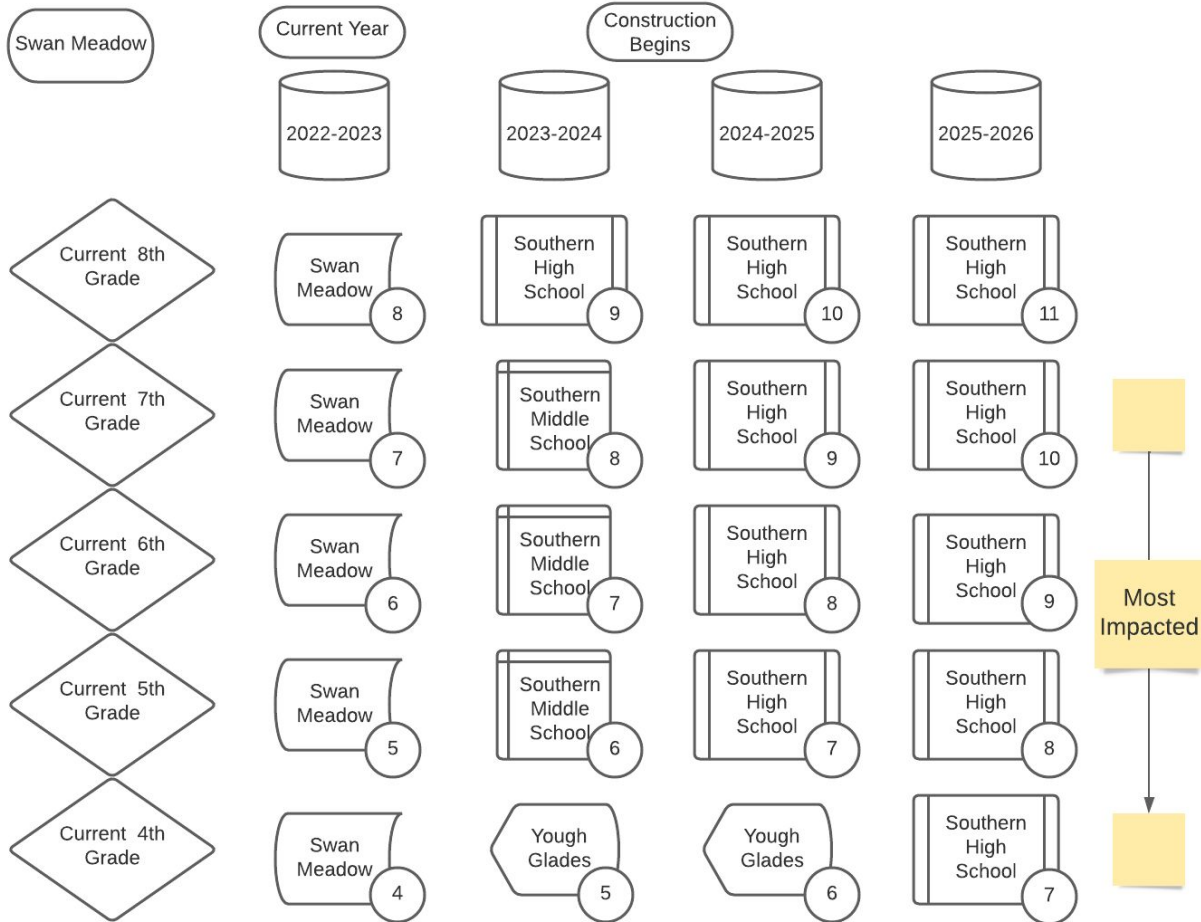 Swan Meadow
Current Year
Construction
Begins
2022-2023
2023-2024
2024-2025
2025-2026
Current 8th
Grade
Swan
Meadow
8
Southern
High
School
9
Southern
High
School
10
Southern
High
School
11
Current 7th
Grade
Swan
Meadow
7
Southern
Middle
School
8
Southern
High
School
9
Southern
High
School
10
Current 6th
Grade
Swan
Meadow
6
Southern
Middle
School
7
Southern
High
School
8
Southern
High
School
9
Most
Impacted
Current 5th
Grade
Swan
Meadow
5
Southern
Middle
School
6
Southern
High
School
7
Southern
High
School
8
Current 4th
Grade
Swan
Meadow
4
Yough
Glades
5
Yough
Glades
6
Southern
High
School
7